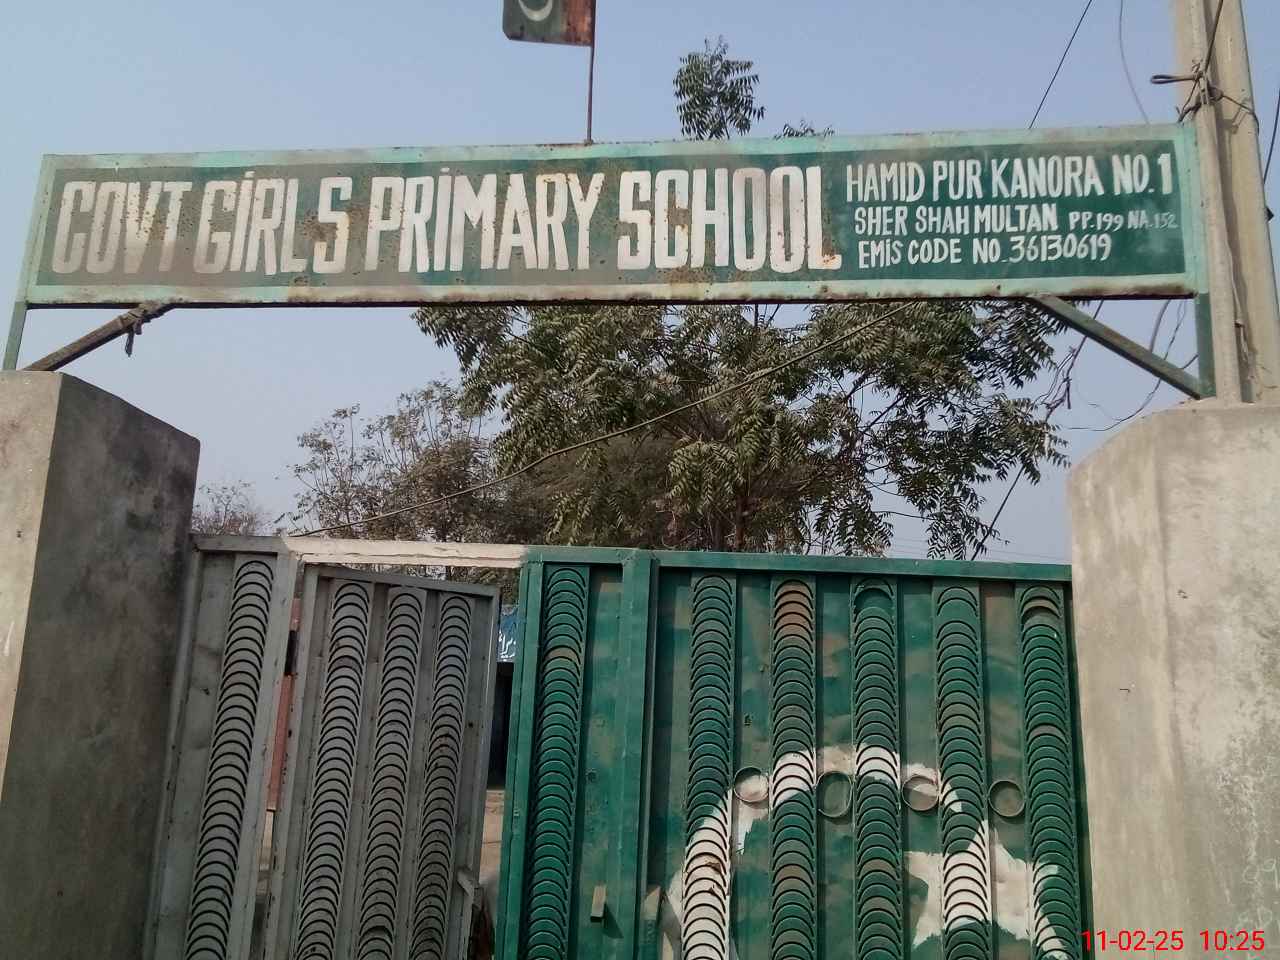 GOVT GiRLS PRiMARY SCHOOL
HAMID PUR KANORA NO.1
SHER SHAH MULTAN PP.199 NA.152
EMiS CODE NO. 36130619
11-02-25 10:25